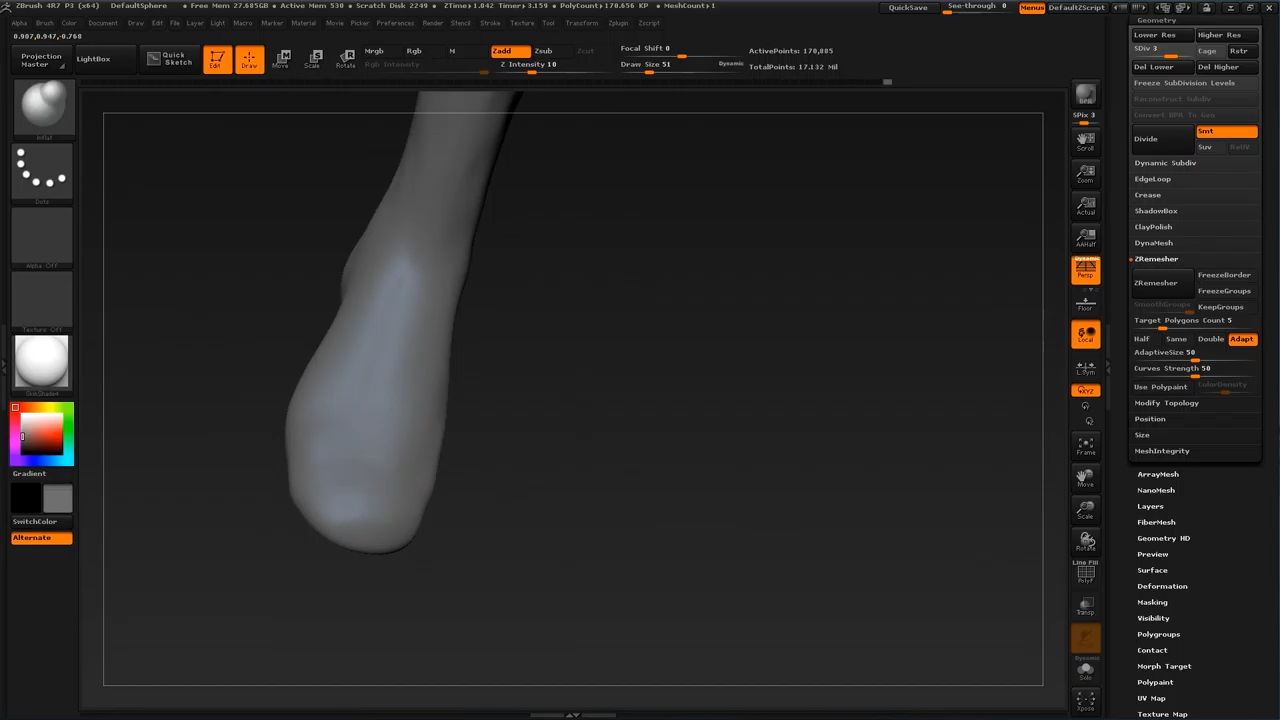 ZBrush 4R7 P3 (x64) DefaultSphere • Free Mem 27.685GB • Active Mem 530 • Scratch Disk 2249 • ZTime▸1.042 Timer▸3.159 • PolyCount▸170.656 KP • MeshCount▸1
QuickSave See-through 0 Menus DefaultZScript
Alpha Brush Color Document Draw Edit File Layer Light Macro Marker Material Movie Picker Preferences Render Stencil Stroke Texture Tool Transform Zplugin Zscript
0.907,0.947,-0.768
Projection Master
LightBox
Quick Sketch
Edit
Draw
Move
Scale
Rotate
Mrgb Rgb M
Rgb Intensity
Zadd Zsub Zcut
Z Intensity 10
Focal Shift 0
Draw Size 51 Dynamic
ActivePoints: 170,885
TotalPoints: 17.132 Mil
Inflat
Dots
Alpha Off
Texture Off
SkinShade4
Gradient
SwitchColor
Alternate
BPR
SPix 3
Scroll
Zoom
Actual
AAHalf
Dynamic
Persp
Floor
Local
L.Sym
XYZ
Frame
Move
Scale
Rotate
Line Fill
PolyF
Transp
Dynamic
Solo
Xpose
Geometry
Lower Res Higher Res
SDiv 3 Cage Rstr
Del Lower Del Higher
Freeze SubDivision Levels
Reconstruct Subdiv
Convert BPR To Geo
Divide Smt
Suv ReUV
Dynamic Subdiv
EdgeLoop
Crease
ShadowBox
ClayPolish
DynaMesh
ZRemesher
ZRemesher FreezeBorder
FreezeGroups
SmoothGroups KeepGroups
Target Polygons Count 5
Half Same Double Adapt
AdaptiveSize 50
Curves Strength 50
Use Polypaint ColorDensity
Modify Topology
Position
Size
MeshIntegrity
ArrayMesh
NanoMesh
Layers
FiberMesh
Geometry HD
Preview
Surface
Deformation
Masking
Visibility
Polygroups
Contact
Morph Target
Polypaint
UV Map
Texture Map